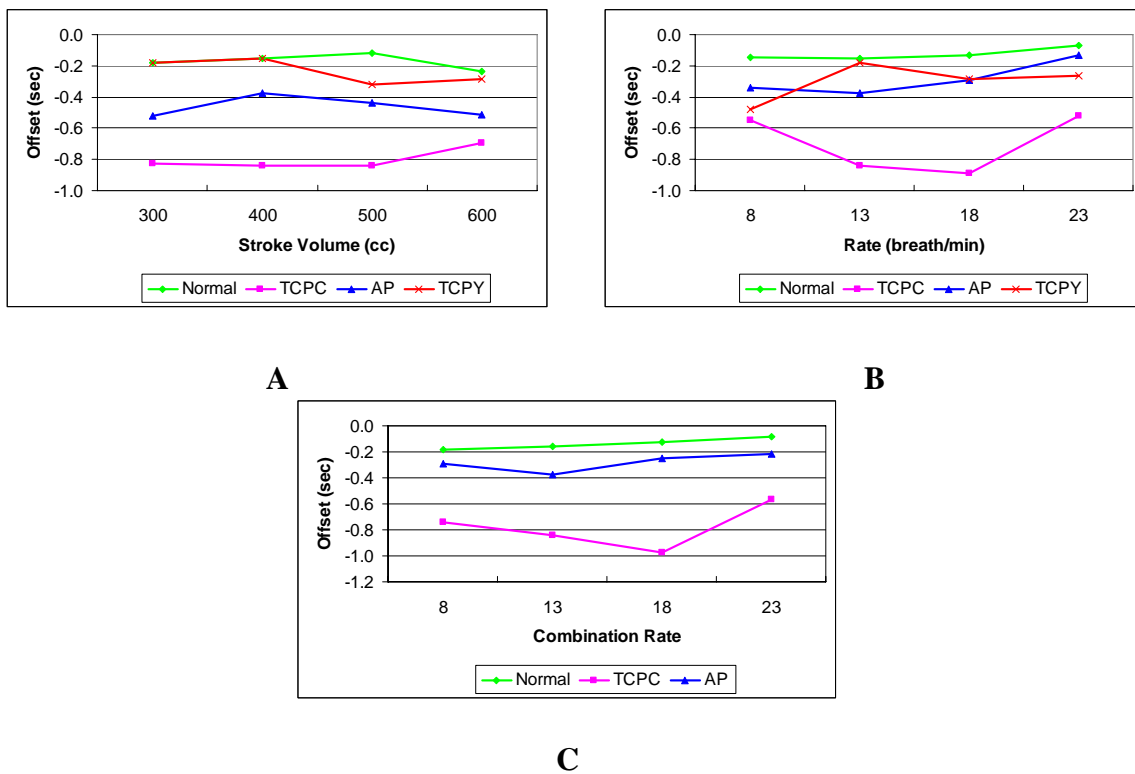 0.0
-0.2
-0.4
-0.6
-0.8
-1.0
Offset (sec)
300 400 500 600
Stroke Volume (cc)
Normal TCPC AP TCPY
A
0.0
-0.2
-0.4
-0.6
-0.8
-1.0
Offset (sec)
8 13 18 23
Rate (breath/min)
Normal TCPC AP TCPY
B
0.0
-0.2
-0.4
-0.6
-0.8
-1.0
-1.2
Offset (sec)
8 13 18 23
Combination Rate
Normal TCPC AP
C